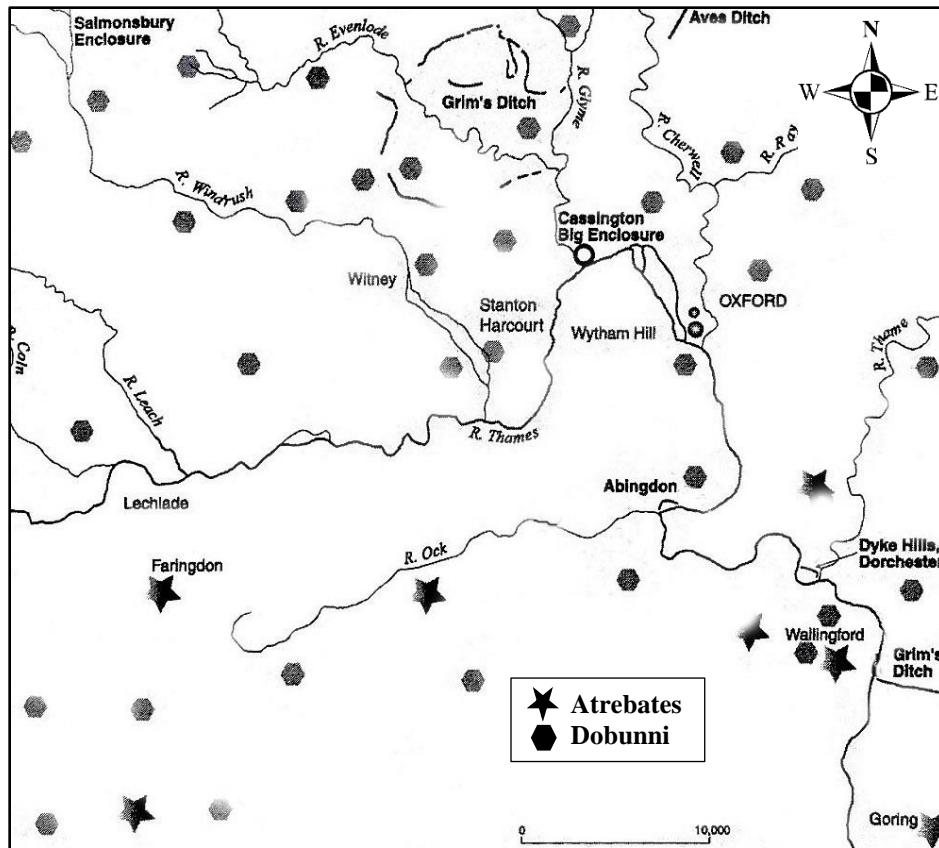 Salmonsbury
Enclosure
R. Evenlode
Aves Ditch
N
W
E
S
Grim's Ditch
R. Glyme
R. Cherwell
R. Ray
R. Windrush
Cassington
Big Enclosure
Witney
Stanton
Harcourt
Wytham Hill
OXFORD
R. Thame
Coln
R. Leach
R. Thames
Lechlade
Abingdon
Faringdon
R. Ock
Dyke Hills,
Dorchester
Wallingford
Grim's
Ditch
Atrebates
Dobunni
Goring
0
10,000